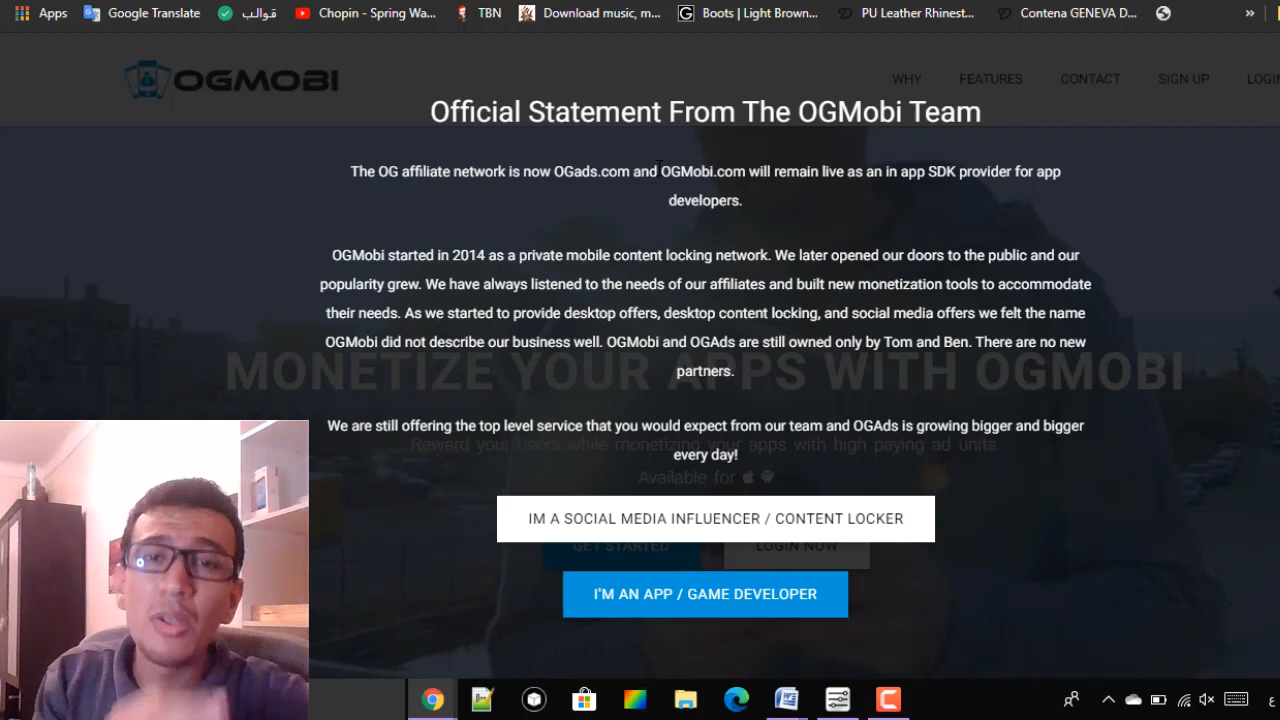 Apps Google Translate قوالب Chopin - Spring Wa... TBN Download music, m... Boots | Light Brown... PU Leather Rhinest... Contena GENEVA D... »
OGMOBI WHY FEATURES CONTACT SIGN UP LOGIN
Official Statement From The OGMobi Team
The OG affiliate network is now OGads.com and OGMobi.com will remain live as an in app SDK provider for app
developers.
OGMobi started in 2014 as a private mobile content locking network. We later opened our doors to the public and our
popularity grew. We have always listened to the needs of our affiliates and built new monetization tools to accommodate
their needs. As we started to provide desktop offers, desktop content locking, and social media offers we felt the name
OGMobi did not describe our business well. OGMobi and OGAds are still owned only by Tom and Ben. There are no new
partners.
MONETIZE YOUR APPS WITH OGMOBI
We are still offering the top level service that you would expect from our team and OGAds is growing bigger and bigger
every day!
Reward your users while monetizing your apps with high paying ad units.
Available for
IM A SOCIAL MEDIA INFLUENCER / CONTENT LOCKER
GET STARTED LOGIN NOW
I'M AN APP / GAME DEVELOPER